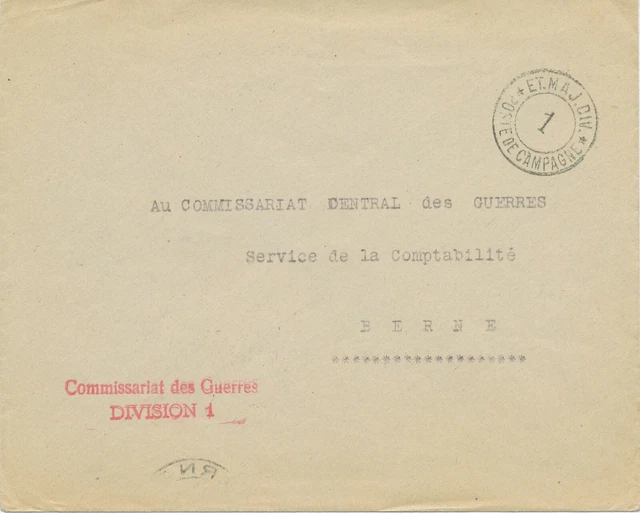 ★ ET. MAJ. DIV. ★
POSTE DE CAMPAGNE
1
Au COMMISSARIAT CENTRAL des GUERRES
Service de la Comptabilité
B E R N E
***********************
Commissariat des Guerres
DIVISION 1